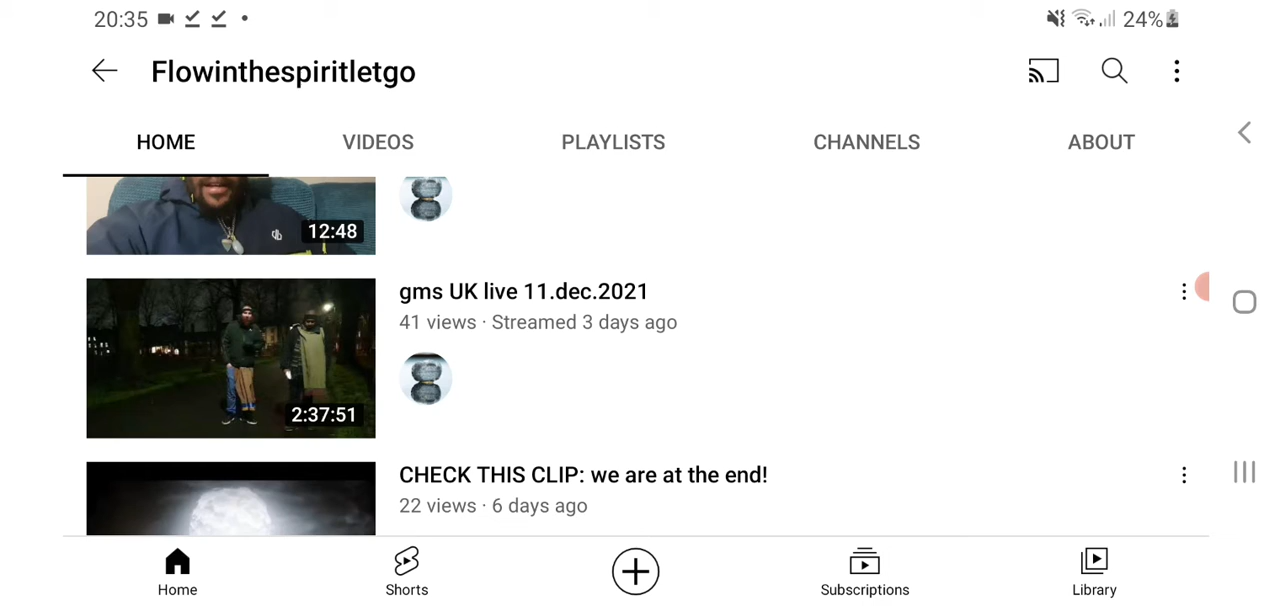 20:35
24%
Flowinthespiritletgo
HOME
VIDEOS
PLAYLISTS
CHANNELS
ABOUT
12:48
gms UK live 11.dec.2021
41 views · Streamed 3 days ago
2:37:51
CHECK THIS CLIP: we are at the end!
22 views · 6 days ago
Home
Shorts
Subscriptions
Library